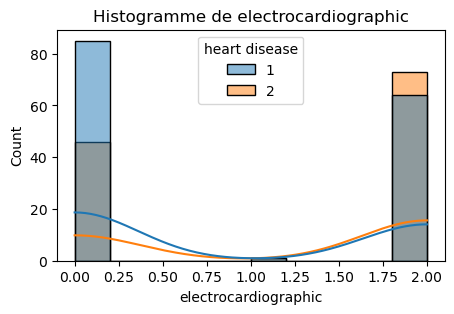 Histogramme de electrocardiographic
heart disease
1
2
Count
80
60
40
20
0
0.00 0.25 0.50 0.75 1.00 1.25 1.50 1.75 2.00
electrocardiographic